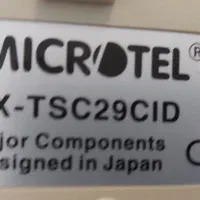 MICROTEL ®
X-TSC29CID
jor Components
signed in Japan